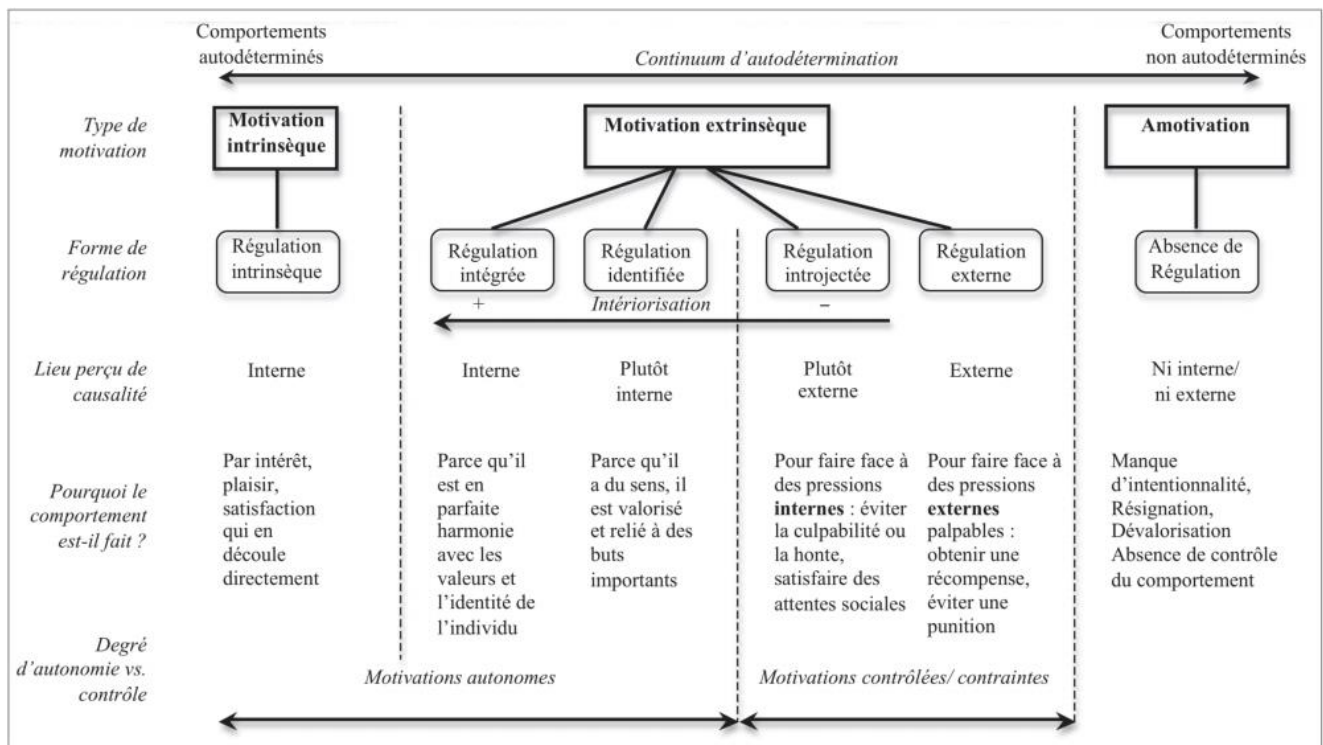 Comportements
autodéterminés
Continuum d'autodétermination
Comportements
non autodéterminés
Type de
motivation
Motivation
intrinsèque
Motivation extrinsèque
Amotivation
Forme de
régulation
Régulation
intrinsèque
Régulation
intégrée
Régulation
identifiée
Régulation
introjectée
Régulation
externe
Absence de
Régulation
+
Intériorisation
–
Lieu perçu de
causalité
Interne
Interne
Plutôt
interne
Plutôt
externe
Externe
Ni interne/
ni externe
Pourquoi le
comportement
est-il fait ?
Par intérêt,
plaisir,
satisfaction
qui en
découle
directement
Parce qu'il
est en
parfaite
harmonie
avec les
valeurs et
l'identité de
l'individu
Parce qu'il
a du sens, il
est valorisé
et relié à des
buts
importants
Pour faire face à
des pressions
internes : éviter
la culpabilité ou
la honte,
satisfaire des
attentes sociales
Pour faire face à
des pressions
externes
palpables :
obtenir une
récompense,
éviter une
punition
Manque
d'intentionnalité,
Résignation,
Dévalorisation
Absence de contrôle
du comportement
Degré
d'autonomie vs.
contrôle
Motivations autonomes
Motivations contrôlées/ contraintes